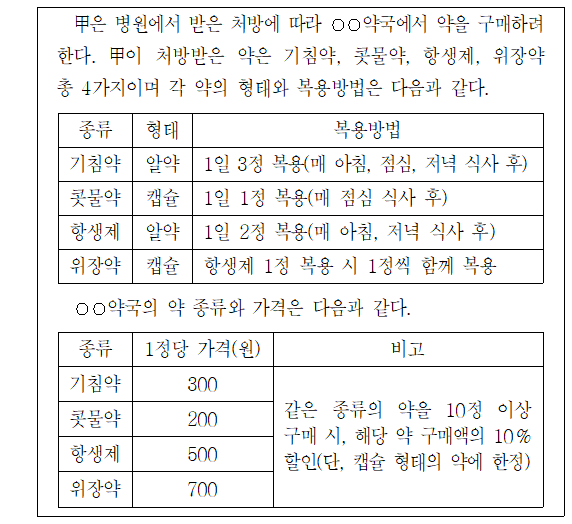 甲은 병원에서 받은 처방에 따라 ○○약국에서 약을 구매하려
한다. 甲이 처방받은 약은 기침약, 콧물약, 항생제, 위장약
총 4가지이며 각 약의 형태와 복용방법은 다음과 같다.
종류 형태 복용방법
기침약 알약 1일 3정 복용(매 아침, 점심, 저녁 식사 후)
콧물약 캡슐 1일 1정 복용(매 점심 식사 후)
항생제 알약 1일 2정 복용(매 아침, 저녁 식사 후)
위장약 캡슐 항생제 1정 복용 시 1정씩 함께 복용
○○약국의 약 종류와 가격은 다음과 같다.
종류 1정당 가격(원) 비고
기침약 300
콧물약 200
항생제 500
위장약 700
같은 종류의 약을 10정 이상
구매 시, 해당 약 구매액의 10%
할인(단, 캡슐 형태의 약에 한정)